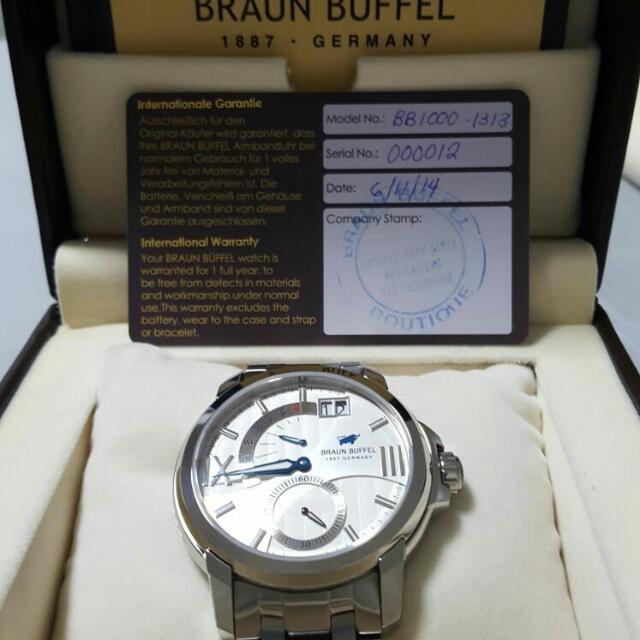 BRAUN BÜFFEL
1887 · GERMANY
Internationale Garantie
Ausschließlich für den
Original-Käufer wird garantiert, dass
Ihre BRAUN BÜFFEL Armbanduhr bei
normalem Gebrauch für 1 volles
Jahr frei von Material- und
Verarbeitungsfehlern ist. Die
Batterie, Verschleiß am Gehäuse
und Armband sind von dieser
Garantie ausgeschlossen.
International Warranty
Your BRAUN BÜFFEL watch is
warranted for 1 full year, to
be free from defects in materials
and workmanship under normal
use. This warranty excludes the
battery, wear to the case and strap
or bracelet.
Model No.: BB1000-1313
Serial No.: 000012
Date: 6/4/14
Company Stamp:
BRAUN BUFFEL
BOUTIQUE
BRAUN BÜFFEL
1887·GERMANY
60
30